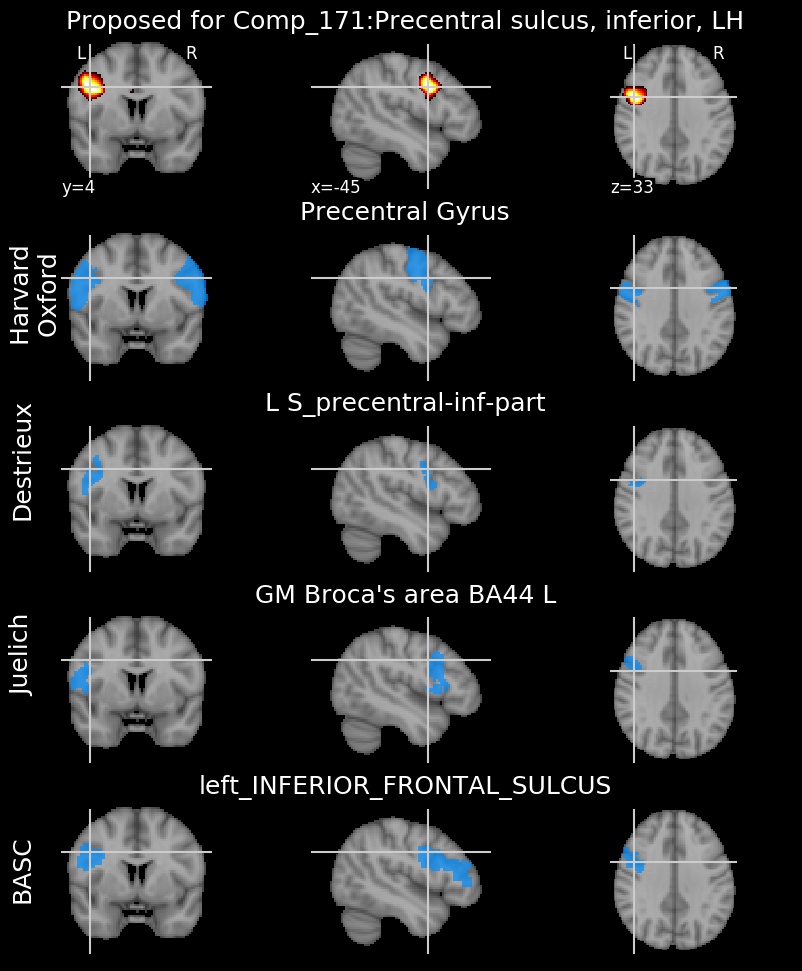 Proposed for Comp_171:Precentral sulcus, inferior, LH
L R L R
y=4 x=-45 z=33
Precentral Gyrus
Harvard
Oxford
L S_precentral-inf-part
Destrieux
GM Broca's area BA44 L
Juelich
left_INFERIOR_FRONTAL_SULCUS
BASC